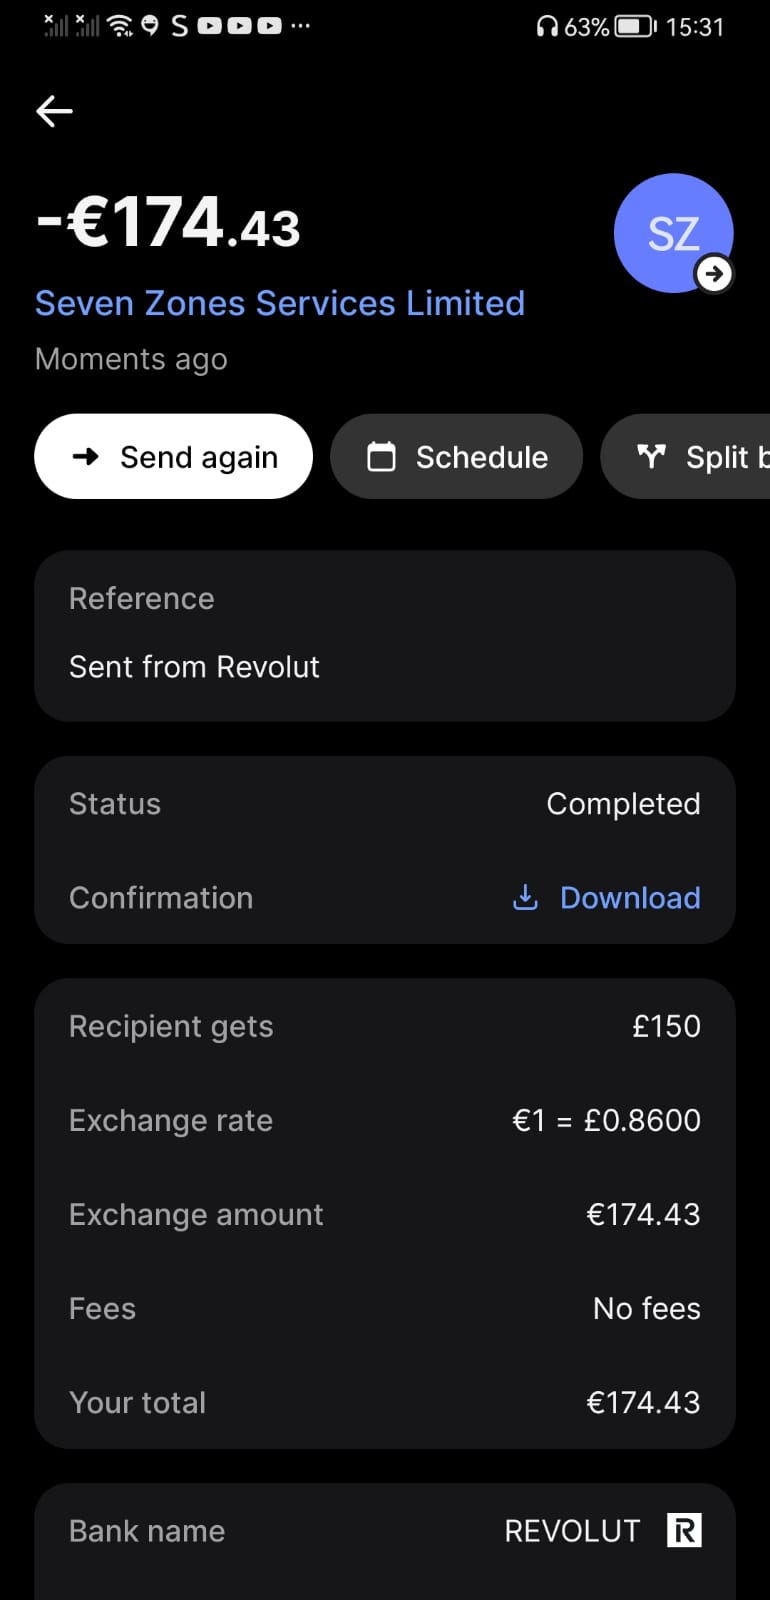 63% 15:31
-€174.43
SZ
Seven Zones Services Limited
Moments ago
Send again
Schedule
Split b
Reference
Sent from Revolut
Status Completed
Confirmation Download
Recipient gets £150
Exchange rate €1 = £0.8600
Exchange amount €174.43
Fees No fees
Your total €174.43
Bank name REVOLUT R